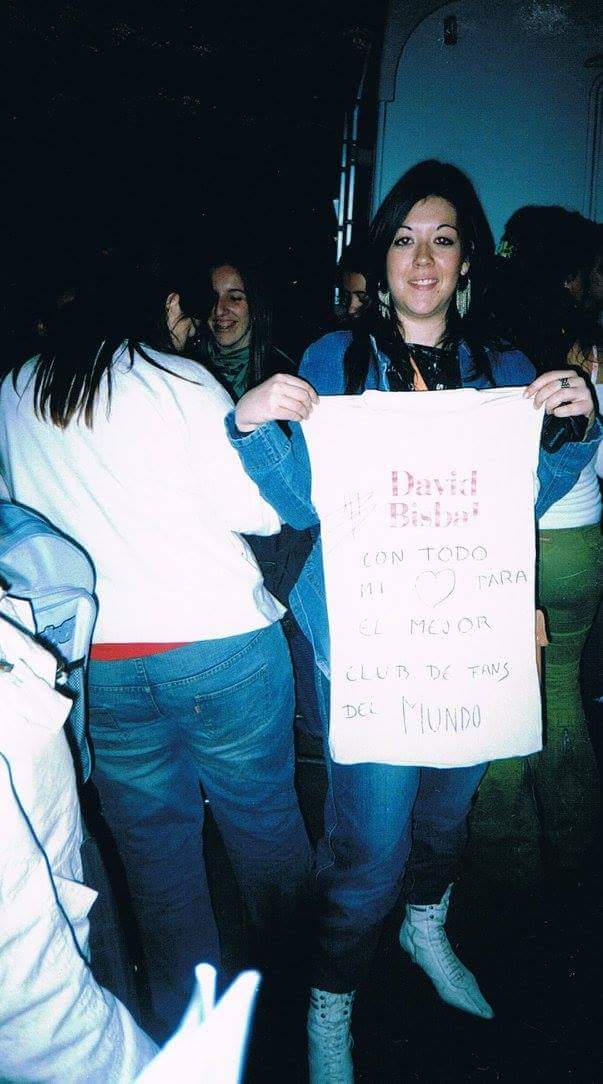 David
Bisbal
CON TODO
MI ♡ PARA
EL MEJOR
CLUB DE FANS
DEL MUNDO